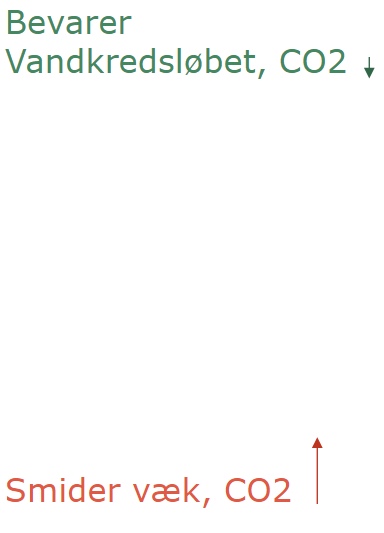 Bevarer
Vandkredsløbet, CO2
Smider væk, CO2